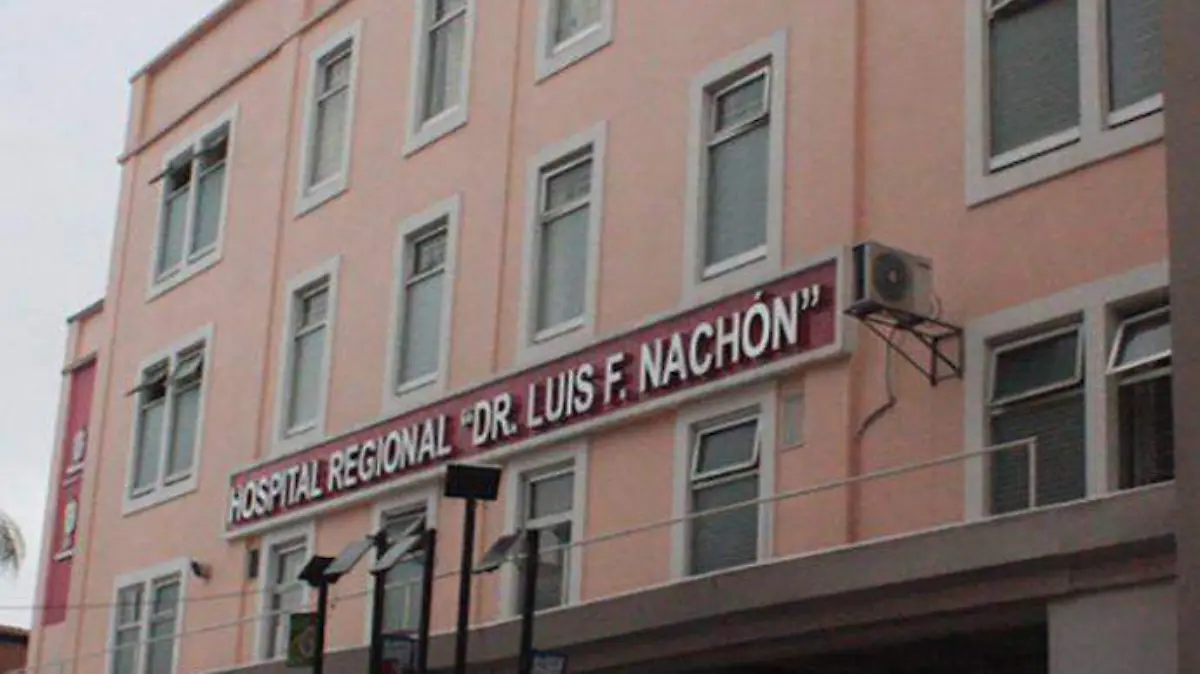 HOSPITAL REGIONAL “DR. LUIS F. NACHÓN”